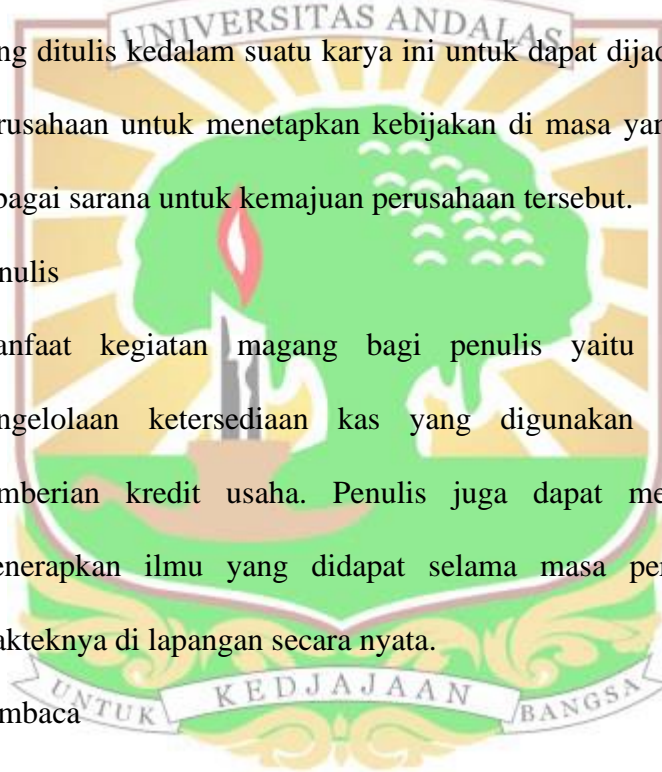 UNIVERSITAS ANDALAS
ng ditulis kedalam suatu karya ini untuk dapat dijad
rusahaan untuk menetapkan kebijakan di masa yan
bagai sarana untuk kemajuan perusahaan tersebut.
nulis
anfaat kegiatan magang bagi penulis yaitu
ngelolaan ketersediaan kas yang digunakan
mberian kredit usaha. Penulis juga dapat me
enerapkan ilmu yang didapat selama masa per
akteknya di lapangan secara nyata.
UNTUK KEDJAJAAN BANGSA
mbaca